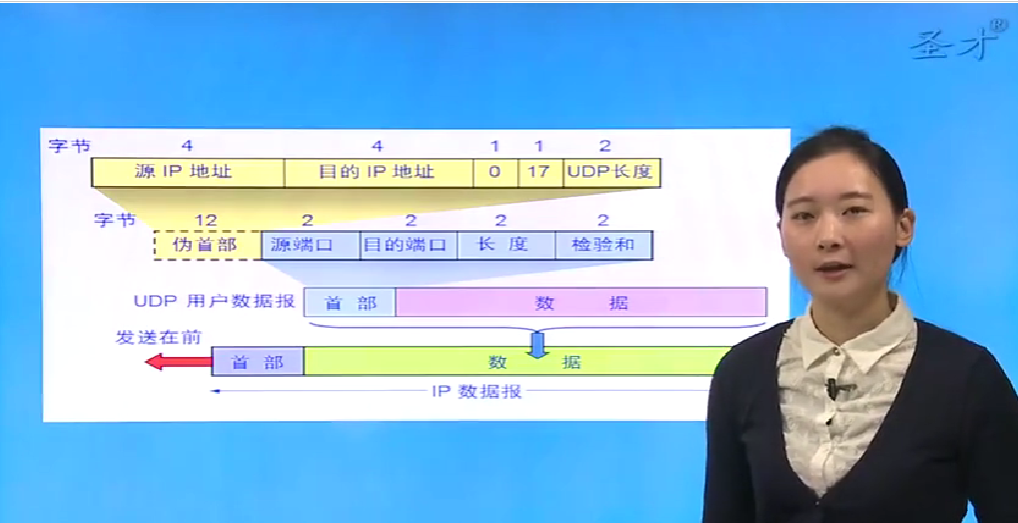 圣才®
字节 4 4 1 1 2
源 IP 地址 目的 IP 地址 0 17 UDP长度
字节 12 2 2 2 2
伪首部 源端口 目的端口 长 度 检验和
UDP 用户数据报 首 部 数 据
发送在前
首 部 数 据
IP 数据报